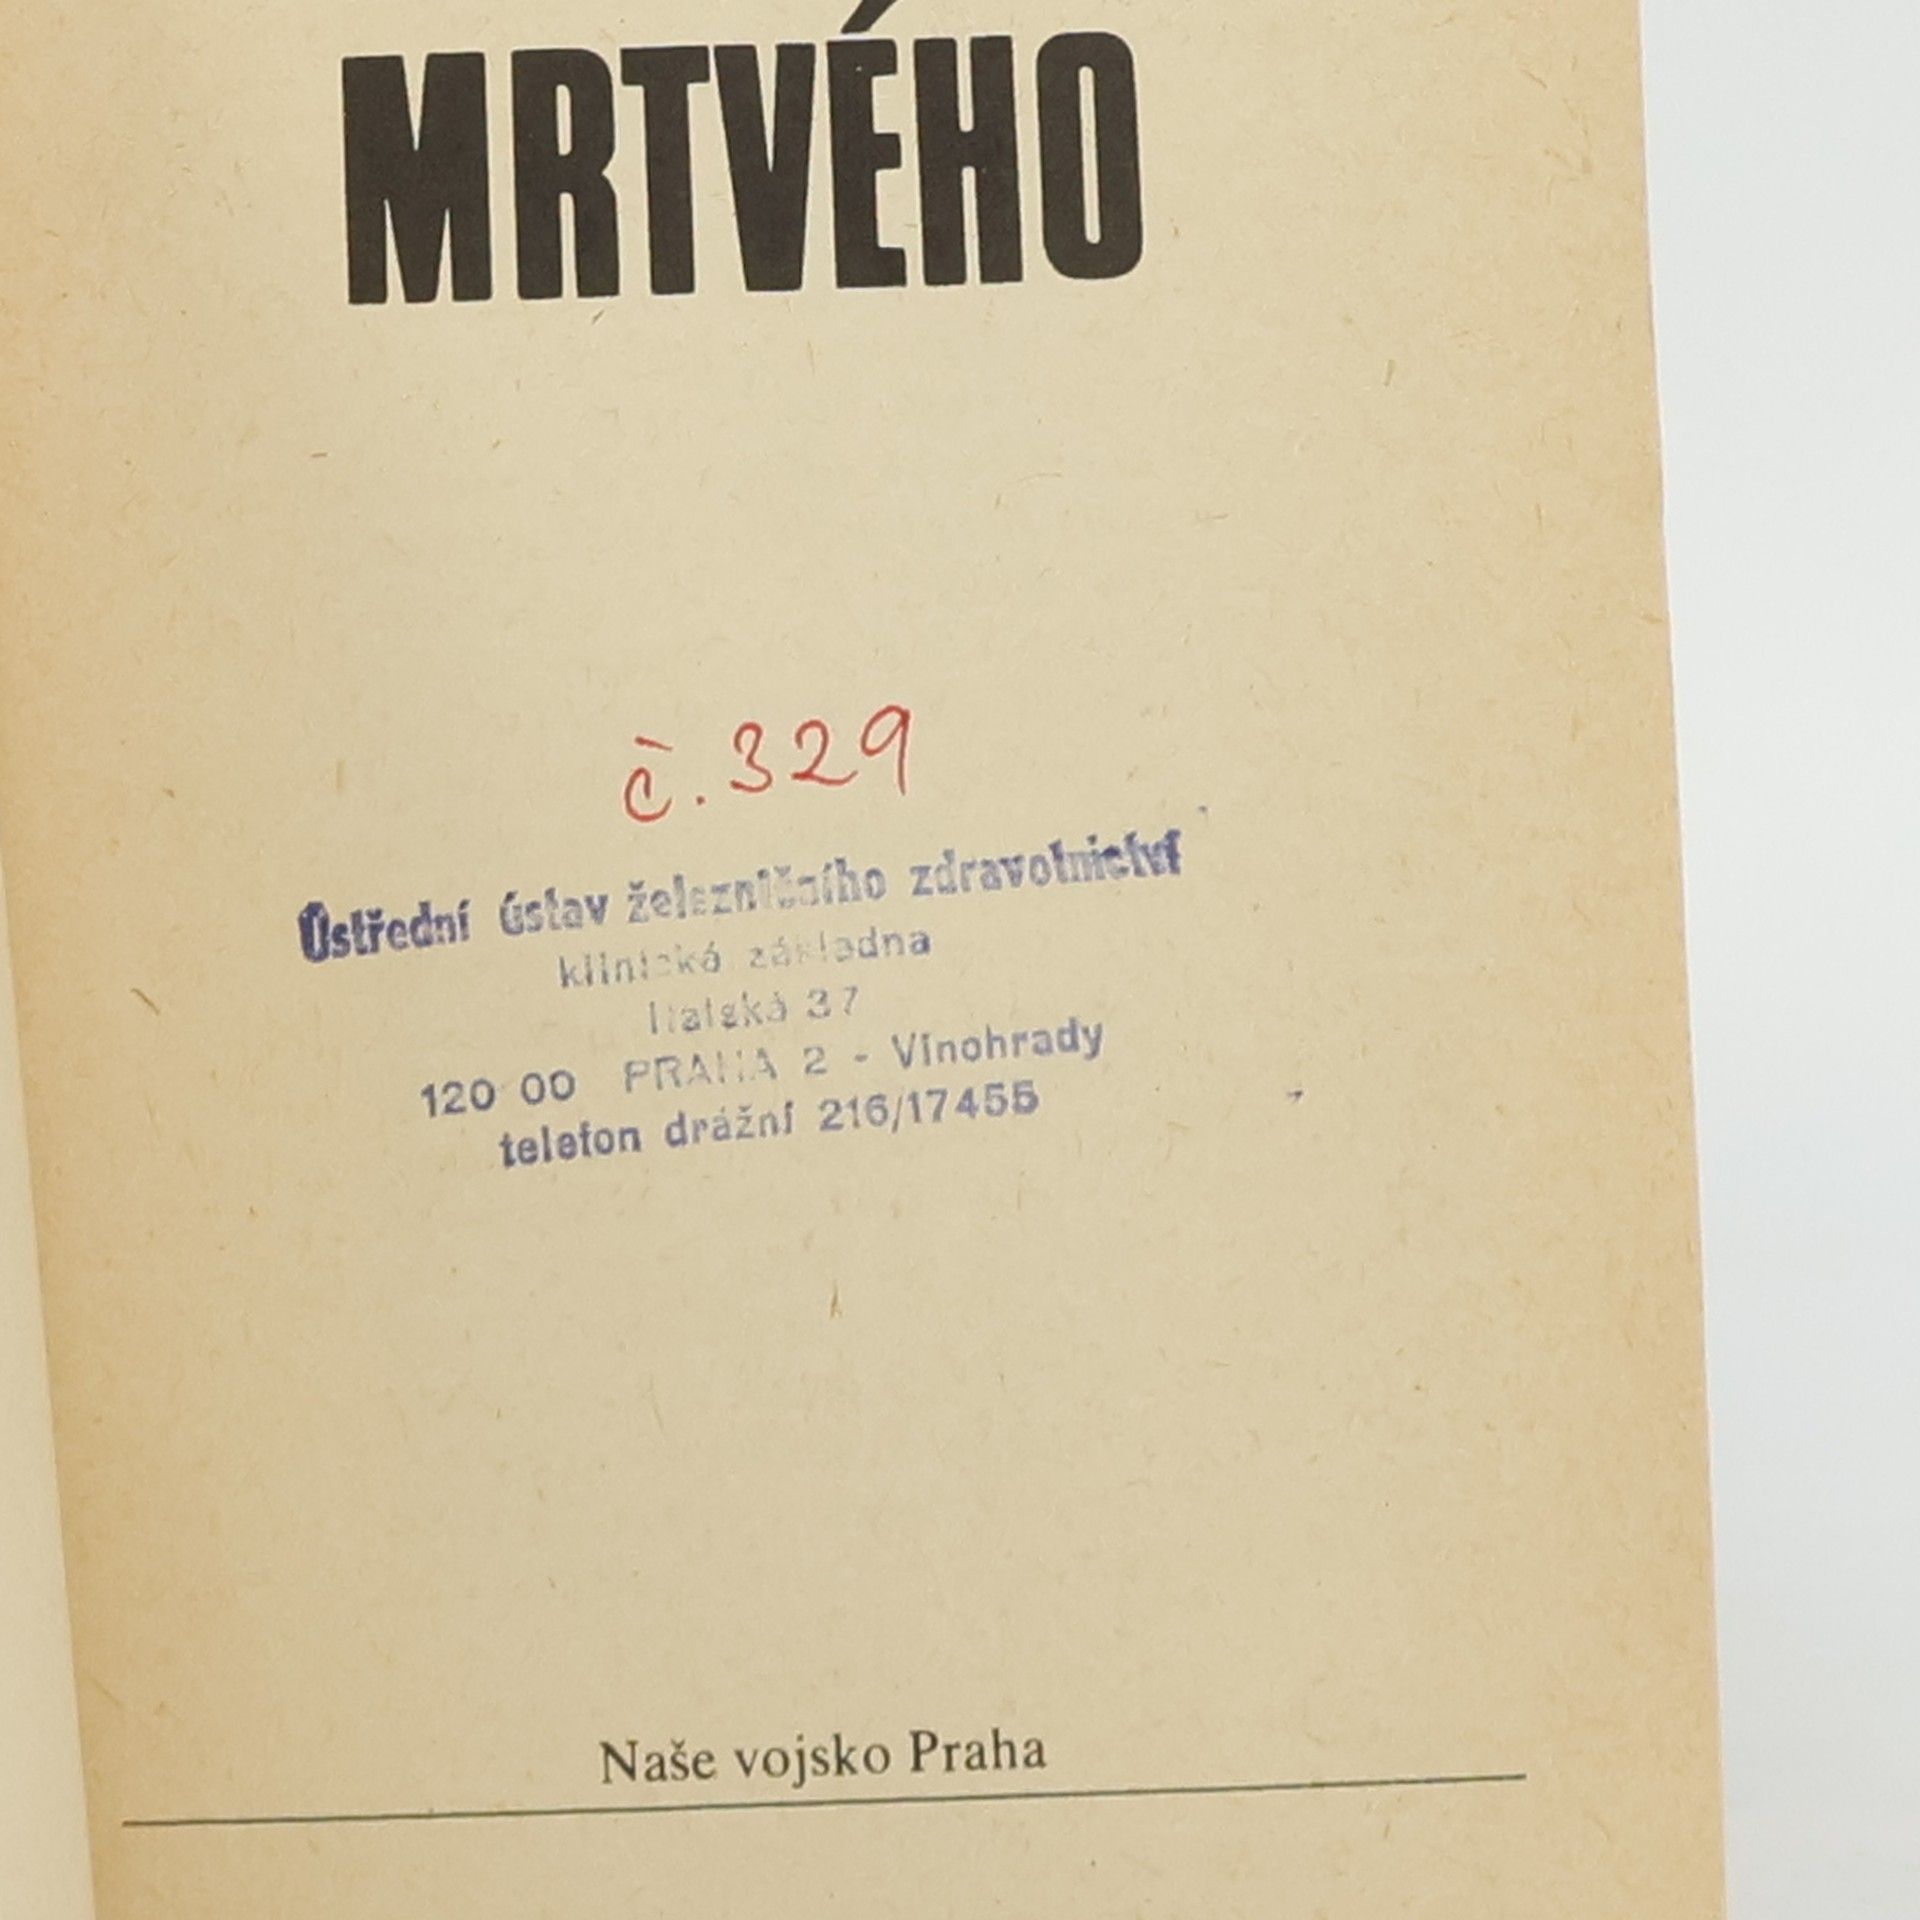 MRTVÉHO
č. 329
Ústřední ústav železničního zdravotnictví
klinická základna
Italská 37
120 00 PRAHA 2 - Vinohrady
telefon drážní 216/17455
Naše vojsko Praha